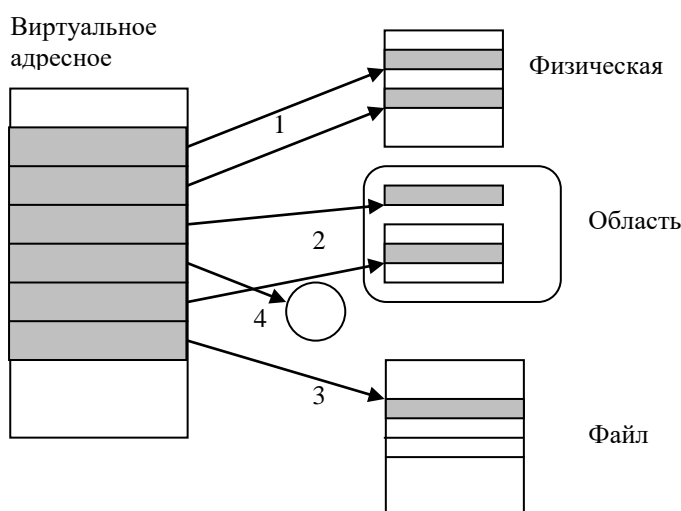 Виртуальное
адресное
Физическая
1
Область
2
4
3
Файл